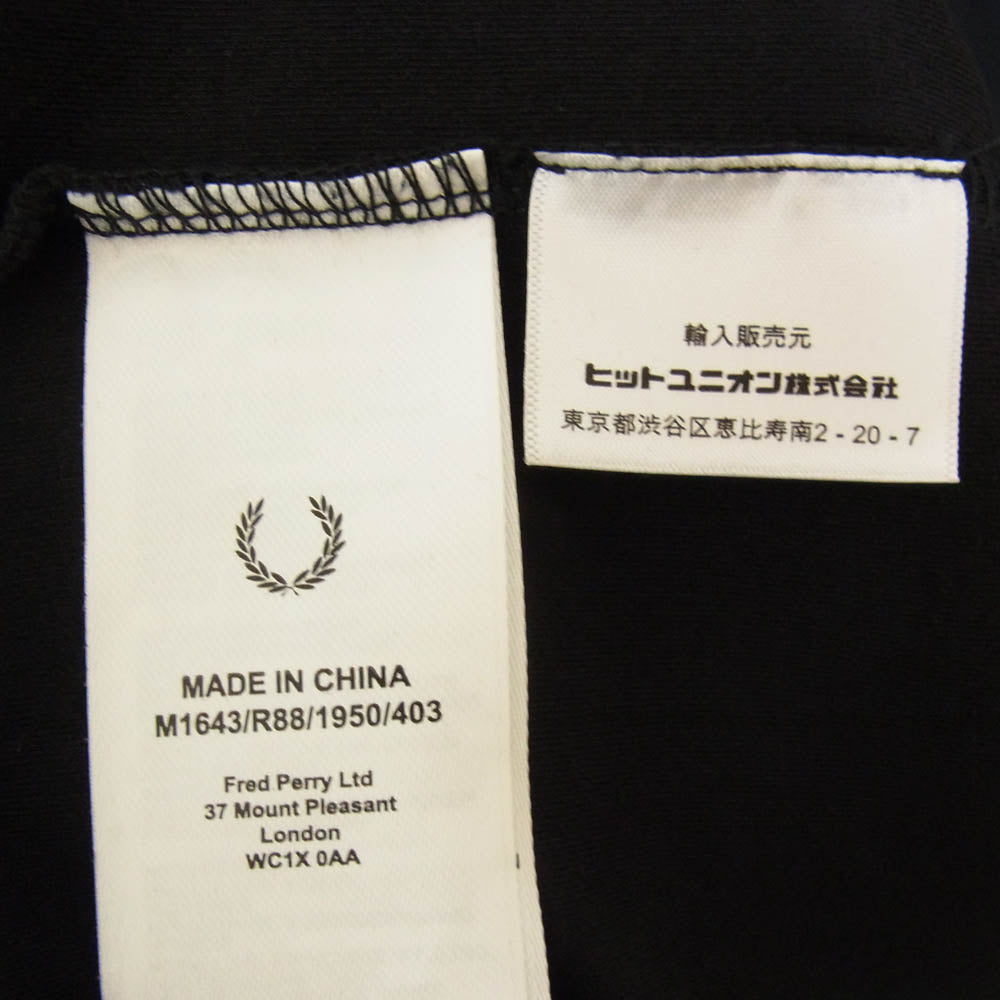 MADE IN CHINA
M1643/R88/1950/403
Fred Perry Ltd
37 Mount Pleasant
London
WC1X 0AA
輸入販売元
ヒットユニオン株式会社
東京都渋谷区恵比寿南2 - 20 - 7